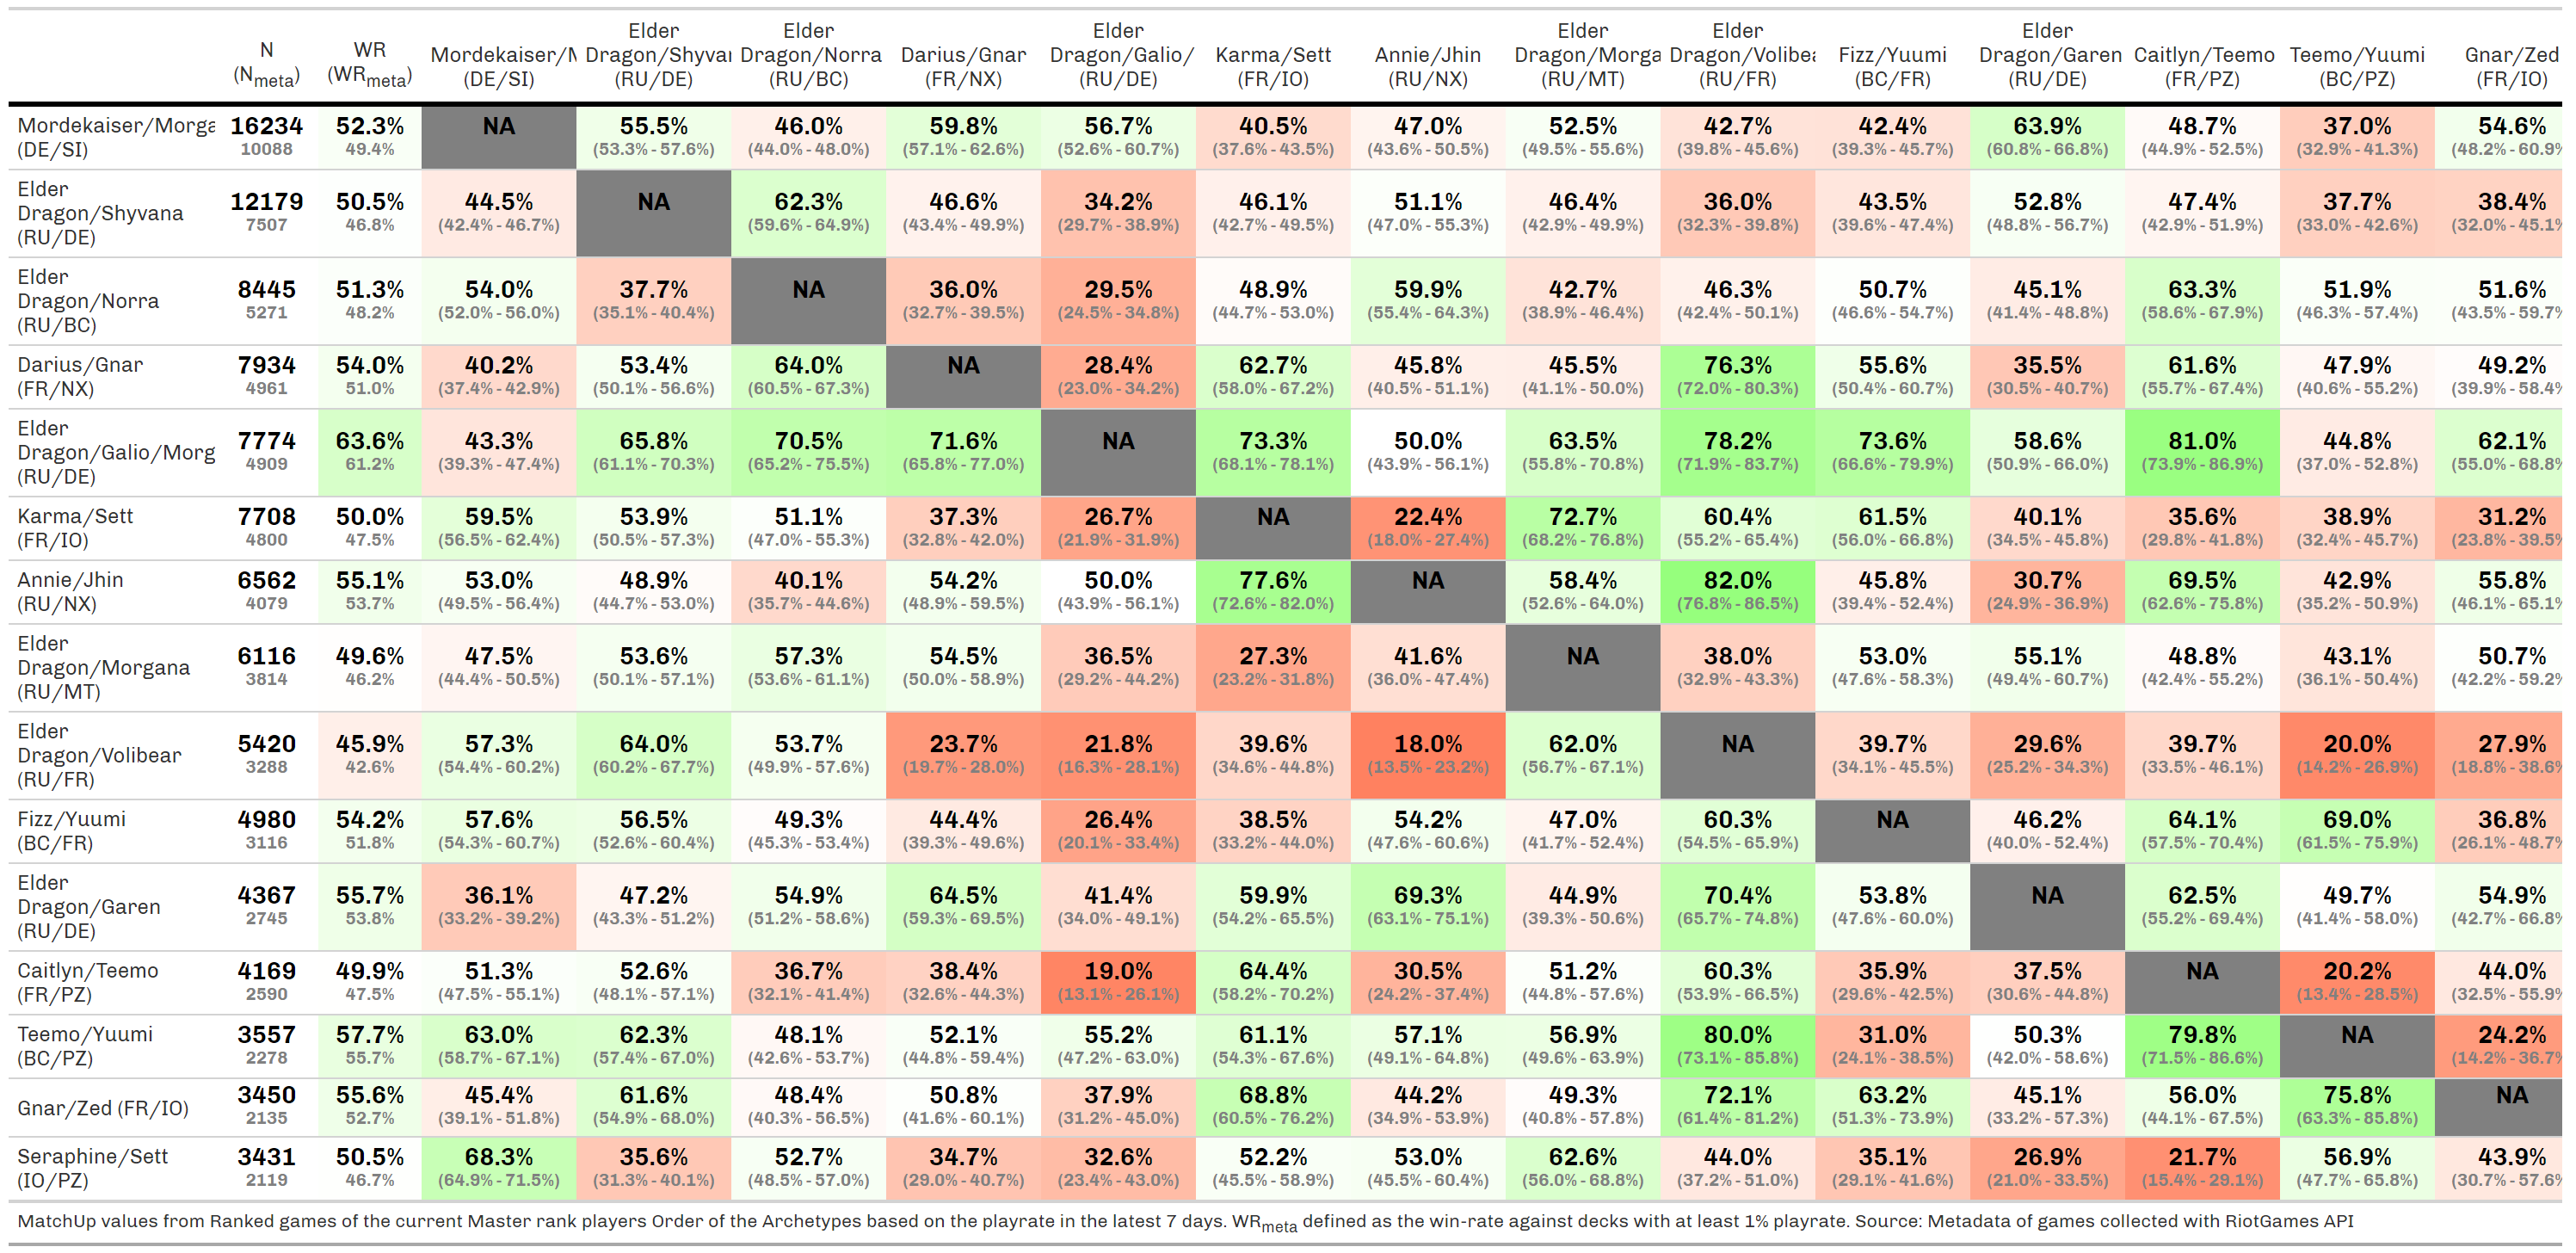 N (Nmeta) WR (WRmeta) Mordekaiser/M (DE/SI) Elder Dragon/Shyvan (RU/DE) Elder Dragon/Norra (RU/BC) Darius/Gnar (FR/NX) Elder Dragon/Galio/ (RU/DE) Karma/Sett (FR/IO) Annie/Jhin (RU/NX) Elder Dragon/Morga (RU/MT) Elder Dragon/Volibea (RU/FR) Fizz/Yuumi (BC/FR) Elder Dragon/Garen (RU/DE) Caitlyn/Teemo (FR/PZ) Teemo/Yuumi (BC/PZ) Gnar/Zed (FR/IO)
Mordekaiser/Morga 16234 52.3% NA 55.5% 46.0% 59.8% 56.7% 40.5% 47.0% 52.5% 42.7% 42.4% 63.9% 48.7% 37.0% 54.6%
(DE/SI) 10088 49.4% (53.3% - 57.6%) (44.0% - 48.0%) (57.1% - 62.6%) (52.6% - 60.7%) (37.6% - 43.5%) (43.6% - 50.5%) (49.5% - 55.6%) (39.8% - 45.6%) (39.3% - 45.7%) (60.8% - 66.8%) (44.9% - 52.5%) (32.9% - 41.3%) (48.2% - 60.9%
Elder
Dragon/Shyvana 12179 50.5% 44.5% NA 62.3% 46.6% 34.2% 46.1% 51.1% 46.4% 36.0% 43.5% 52.8% 47.4% 37.7% 38.4%
(RU/DE) 7507 46.8% (42.4% - 46.7%) (59.6% - 64.9%) (43.4% - 49.9%) (29.7% - 38.9%) (42.7% - 49.5%) (47.0% - 55.3%) (42.9% - 49.9%) (32.3% - 39.8%) (39.6% - 47.4%) (48.8% - 56.7%) (42.9% - 51.9%) (33.0% - 42.6%) (32.0% - 45.1%
Elder
Dragon/Norra 8445 51.3% 54.0% 37.7% NA 36.0% 29.5% 48.9% 59.9% 42.7% 46.3% 50.7% 45.1% 63.3% 51.9% 51.6%
(RU/BC) 5271 48.2% (52.0% - 56.0%) (35.1% - 40.4%) (32.7% - 39.5%) (24.5% - 34.8%) (44.7% - 53.0%) (55.4% - 64.3%) (38.9% - 46.4%) (42.4% - 50.1%) (46.6% - 54.7%) (41.4% - 48.8%) (58.6% - 67.9%) (46.3% - 57.4%) (43.5% - 59.7%
Darius/Gnar 7934 54.0% 40.2% 53.4% 64.0% NA 28.4% 62.7% 45.8% 45.5% 76.3% 55.6% 35.5% 61.6% 47.9% 49.2%
(FR/NX) 4961 51.0% (37.4% - 42.9%) (50.1% - 56.6%) (60.5% - 67.3%) (23.0% - 34.2%) (58.0% - 67.2%) (40.5% - 51.1%) (41.1% - 50.0%) (72.0% - 80.3%) (50.4% - 60.7%) (30.5% - 40.7%) (55.7% - 67.4%) (40.6% - 55.2%) (39.9% - 58.4%
Elder
Dragon/Galio/Morg 7774 63.6% 43.3% 65.8% 70.5% 71.6% NA 73.3% 50.0% 63.5% 78.2% 73.6% 58.6% 81.0% 44.8% 62.1%
(RU/DE) 4909 61.2% (39.3% - 47.4%) (61.1% - 70.3%) (65.2% - 75.5%) (65.8% - 77.0%) (68.1% - 78.1%) (43.9% - 56.1%) (55.8% - 70.8%) (71.9% - 83.7%) (66.6% - 79.9%) (50.9% - 66.0%) (73.9% - 86.9%) (37.0% - 52.8%) (55.0% - 68.8%
Karma/Sett 7708 50.0% 59.5% 53.9% 51.1% 37.3% 26.7% NA 22.4% 72.7% 60.4% 61.5% 40.1% 35.6% 38.9% 31.2%
(FR/IO) 4800 47.5% (56.5% - 62.4%) (50.5% - 57.3%) (47.0% - 55.3%) (32.8% - 42.0%) (21.9% - 31.9%) (18.0% - 27.4%) (68.2% - 76.8%) (55.2% - 65.4%) (56.0% - 66.8%) (34.5% - 45.8%) (29.8% - 41.8%) (32.4% - 45.7%) (23.8% - 39.5%
Annie/Jhin 6562 55.1% 53.0% 48.9% 40.1% 54.2% 50.0% 77.6% NA 58.4% 82.0% 45.8% 30.7% 69.5% 42.9% 55.8%
(RU/NX) 4079 53.7% (49.5% - 56.4%) (44.7% - 53.0%) (35.7% - 44.6%) (48.9% - 59.5%) (43.9% - 56.1%) (72.6% - 82.0%) (52.6% - 64.0%) (76.8% - 86.5%) (39.4% - 52.4%) (24.9% - 36.9%) (62.6% - 75.8%) (35.2% - 50.9%) (46.1% - 65.1%
Elder
Dragon/Morgana 6116 49.6% 47.5% 53.6% 57.3% 54.5% 36.5% 27.3% 41.6% NA 38.0% 53.0% 55.1% 48.8% 43.1% 50.7%
(RU/MT) 3814 46.2% (44.4% - 50.5%) (50.1% - 57.1%) (53.6% - 61.1%) (50.0% - 58.9%) (29.2% - 44.2%) (23.2% - 31.8%) (36.0% - 47.4%) (32.9% - 43.3%) (47.6% - 58.3%) (49.4% - 60.7%) (42.4% - 55.2%) (36.1% - 50.4%) (42.2% - 59.2%
Elder
Dragon/Volibear 5420 45.9% 57.3% 64.0% 53.7% 23.7% 21.8% 39.6% 18.0% 62.0% NA 39.7% 29.6% 39.7% 20.0% 27.9%
(RU/FR) 3288 42.6% (54.4% - 60.2%) (60.2% - 67.7%) (49.9% - 57.6%) (19.7% - 28.0%) (16.3% - 28.1%) (34.6% - 44.8%) (13.5% - 23.2%) (56.7% - 67.1%) (34.1% - 45.5%) (25.2% - 34.3%) (33.5% - 46.1%) (14.2% - 26.9%) (18.8% - 38.6%
Fizz/Yuumi 4980 54.2% 57.6% 56.5% 49.3% 44.4% 26.4% 38.5% 54.2% 47.0% 60.3% NA 46.2% 64.1% 69.0% 36.8%
(BC/FR) 3116 51.8% (54.3% - 60.7%) (52.6% - 60.4%) (45.3% - 53.4%) (39.3% - 49.6%) (20.1% - 33.4%) (33.2% - 44.0%) (47.6% - 60.6%) (41.7% - 52.4%) (54.5% - 65.9%) (40.0% - 52.4%) (57.5% - 70.4%) (61.5% - 75.9%) (26.1% - 48.7%
Elder
Dragon/Garen 4367 55.7% 36.1% 47.2% 54.9% 64.5% 41.4% 59.9% 69.3% 44.9% 70.4% 53.8% NA 62.5% 49.7% 54.9%
(RU/DE) 2745 53.8% (33.2% - 39.2%) (43.3% - 51.2%) (51.2% - 58.6%) (59.3% - 69.5%) (34.0% - 49.1%) (54.2% - 65.5%) (63.1% - 75.1%) (39.3% - 50.6%) (65.7% - 74.8%) (47.6% - 60.0%) (55.2% - 69.4%) (41.4% - 58.0%) (42.7% - 66.8%
Caitlyn/Teemo 4169 49.9% 51.3% 52.6% 36.7% 38.4% 19.0% 64.4% 30.5% 51.2% 60.3% 35.9% 37.5% NA 20.2% 44.0%
(FR/PZ) 2590 47.5% (47.5% - 55.1%) (48.1% - 57.1%) (32.1% - 41.4%) (32.6% - 44.3%) (13.1% - 26.1%) (58.2% - 70.2%) (24.2% - 37.4%) (44.8% - 57.6%) (53.9% - 66.5%) (29.6% - 42.5%) (30.6% - 44.8%) (13.4% - 28.5%) (32.5% - 55.9%
Teemo/Yuumi 3557 57.7% 63.0% 62.3% 48.1% 52.1% 55.2% 61.1% 57.1% 56.9% 80.0% 31.0% 50.3% 79.8% NA 24.2%
(BC/PZ) 2278 55.7% (58.7% - 67.1%) (57.4% - 67.0%) (42.6% - 53.7%) (44.8% - 59.4%) (47.2% - 63.0%) (54.3% - 67.6%) (49.1% - 64.8%) (49.6% - 63.9%) (73.1% - 85.8%) (24.1% - 38.5%) (42.0% - 58.6%) (71.5% - 86.6%) (14.2% - 36.7%
Gnar/Zed (FR/IO) 3450 55.6% 45.4% 61.6% 48.4% 50.8% 37.9% 68.8% 44.2% 49.3% 72.1% 63.2% 45.1% 56.0% 75.8% NA
2135 52.7% (39.1% - 51.8%) (54.9% - 68.0%) (40.3% - 56.5%) (41.6% - 60.1%) (31.2% - 45.0%) (60.5% - 76.2%) (34.9% - 53.9%) (40.8% - 57.8%) (61.4% - 81.2%) (51.3% - 73.9%) (33.2% - 57.3%) (44.1% - 67.5%) (63.3% - 85.8%)
Seraphine/Sett 3431 50.5% 68.3% 35.6% 52.7% 34.7% 32.6% 52.2% 53.0% 62.6% 44.0% 35.1% 26.9% 21.7% 56.9% 43.9%
(IO/PZ) 2119 46.7% (64.9% - 71.5%) (31.3% - 40.1%) (48.5% - 57.0%) (29.0% - 40.7%) (23.4% - 43.0%) (45.5% - 58.9%) (45.5% - 60.4%) (56.0% - 68.8%) (37.2% - 51.0%) (29.1% - 41.6%) (21.0% - 33.5%) (15.4% - 29.1%) (47.7% - 65.8%) (30.7% - 57.6%
MatchUp values from Ranked games of the current Master rank players Order of the Archetypes based on the playrate in the latest 7 days. WRmeta defined as the win-rate against decks with at least 1% playrate. Source: Metadata of games collected with RiotGames API